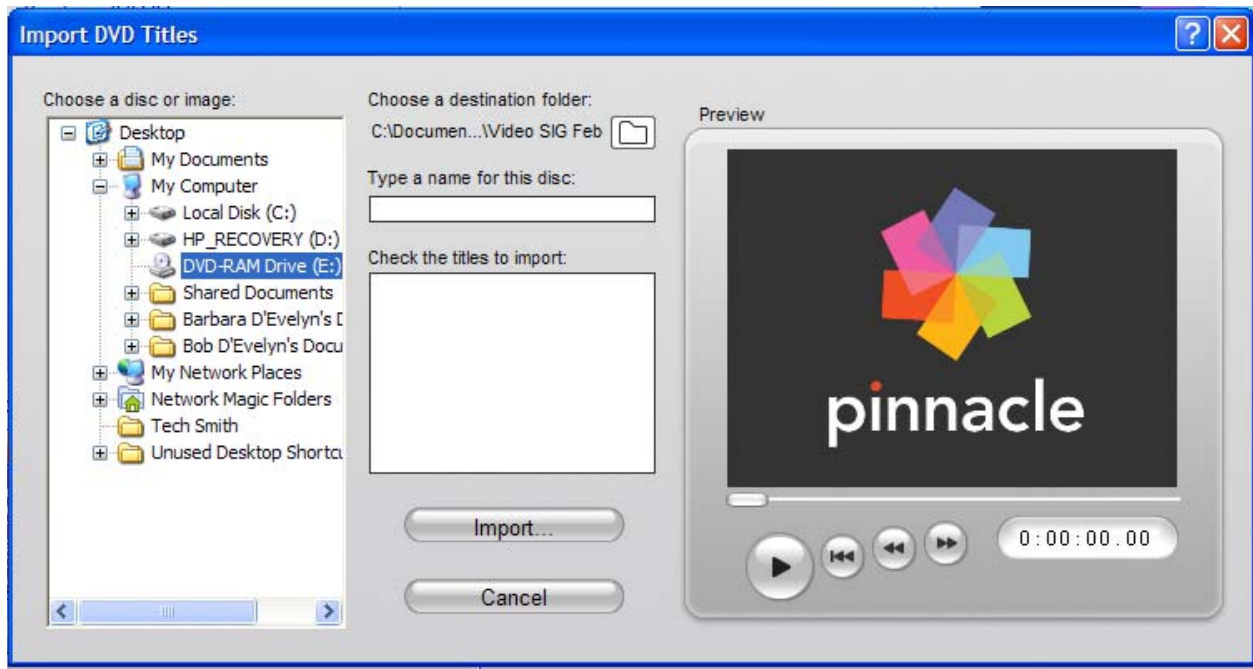 Import DVD Titles
Choose a disc or image:
Desktop
My Documents
My Computer
Local Disk (C:)
HP_RECOVERY (D:)
DVD-RAM Drive (E:)
Shared Documents
Barbara D'Evelyn's D
Bob D'Evelyn's Docu
My Network Places
Network Magic Folders
Tech Smith
Unused Desktop Shortcu
Choose a destination folder:
C:\Documen...\Video SIG Feb
Type a name for this disc:
Check the titles to import:
Import...
Cancel
Preview
pinnacle
0:00:00.00